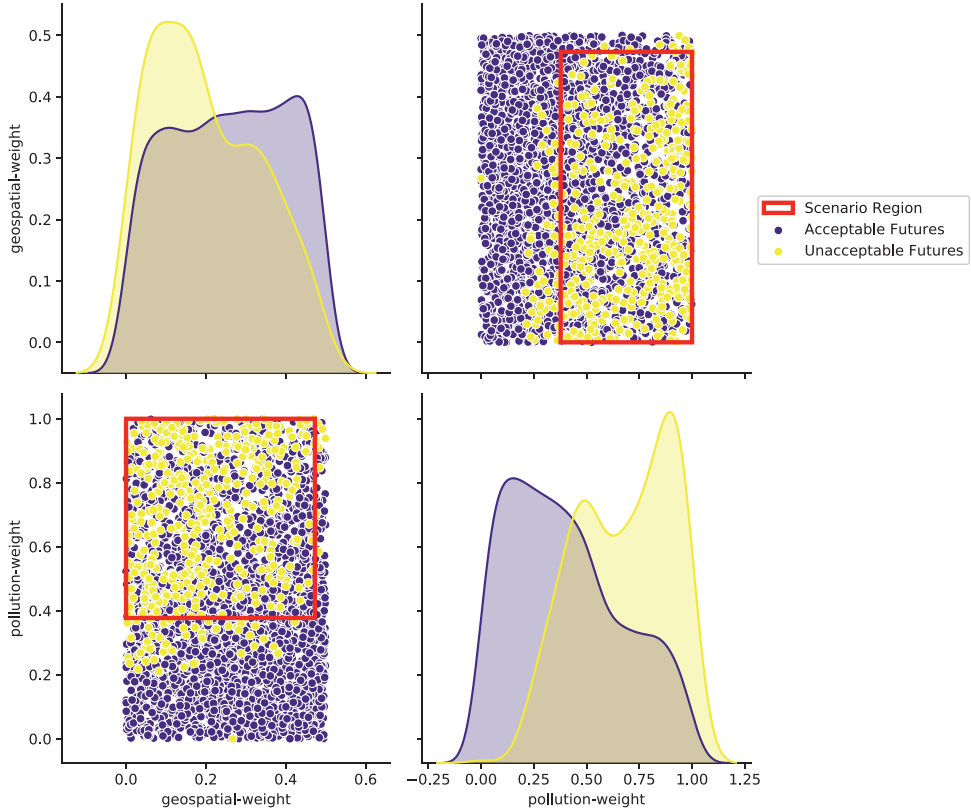 0.5
0.4
0.3
0.2
0.1
0.0
geospatial-weight
Scenario Region
Acceptable Futures
Unacceptable Futures
1.0
0.8
0.6
0.4
0.2
0.0
pollution-weight
0.0 0.2 0.4 0.6
geospatial-weight
−0.25 0.00 0.25 0.50 0.75 1.00 1.25
pollution-weight